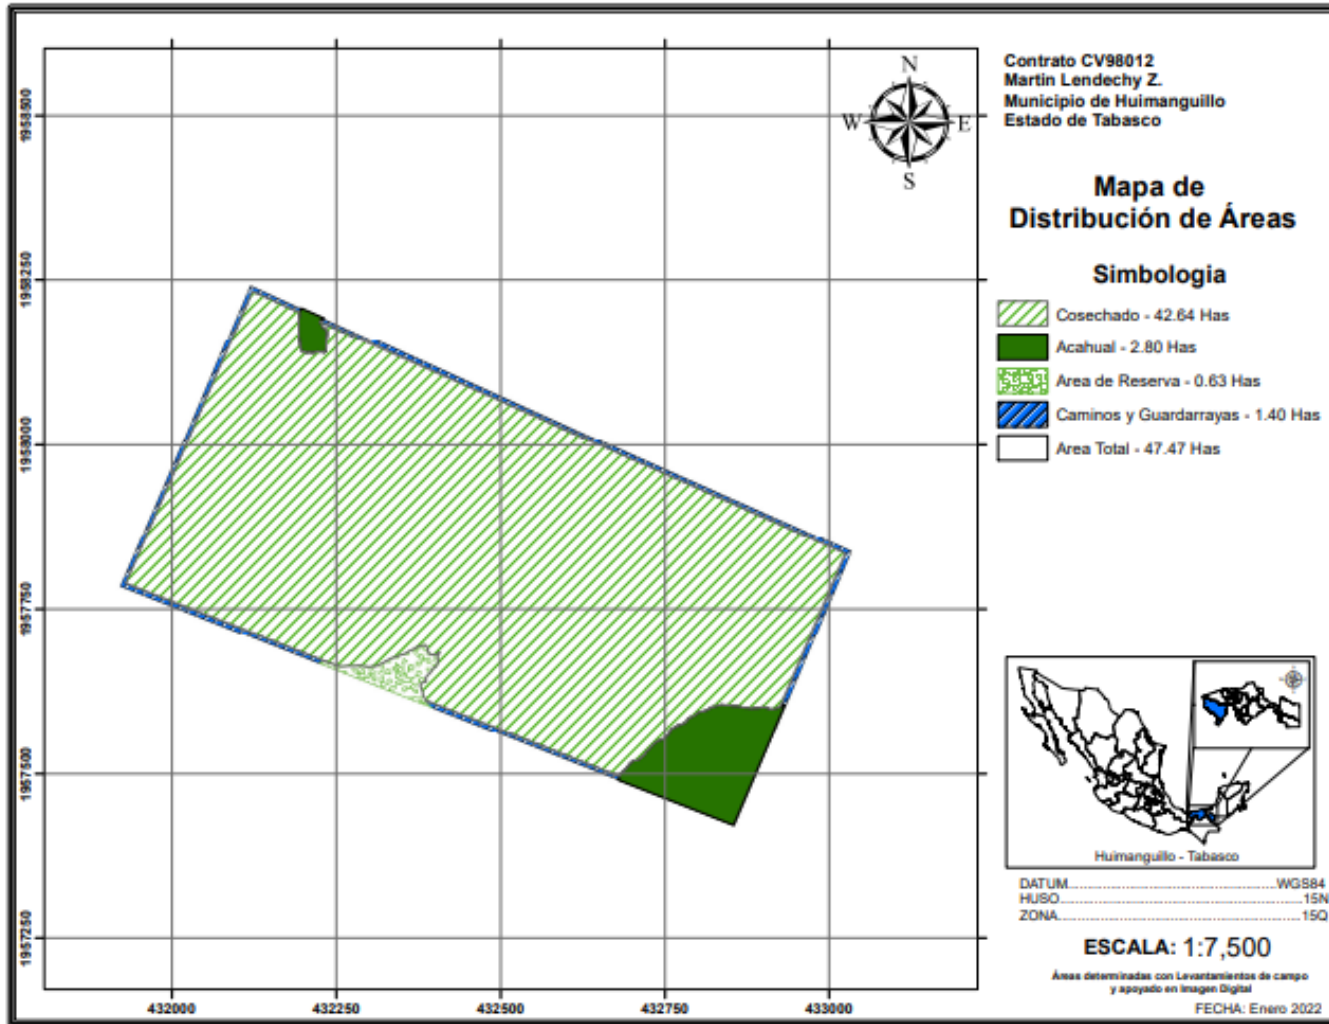 Contrato CV98012
Martin Lendechy Z.
Municipio de Huimanguillo
Estado de Tabasco
Mapa de
Distribución de Áreas
Simbologia
Cosechado - 42.64 Has
Acahual - 2.80 Has
Area de Reserva - 0.63 Has
Caminos y Guardarrayas - 1.40 Has
Area Total - 47.47 Has
N
W
E
S
1958500
1958250
1958000
1957750
1957500
1957250
432000
432250
432500
432750
433000
Huimanguillo - Tabasco
DATUM...................................................WGS84
HUSO...........................................................15N
ZONA...........................................................15Q
ESCALA: 1:7,500
Áreas determinadas con Levantamientos de campo
y apoyado en Imagen Digital
FECHA: Enero 2022